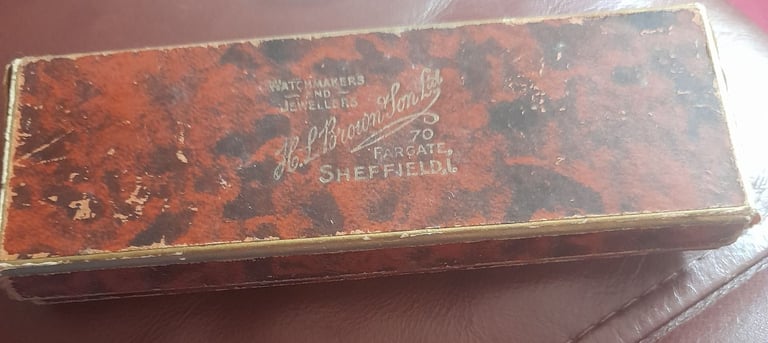 WATCHMAKERS
AND
JEWELLERS
H.L Brown & Son Ltd
70
FARGATE,
SHEFFIELD,1.